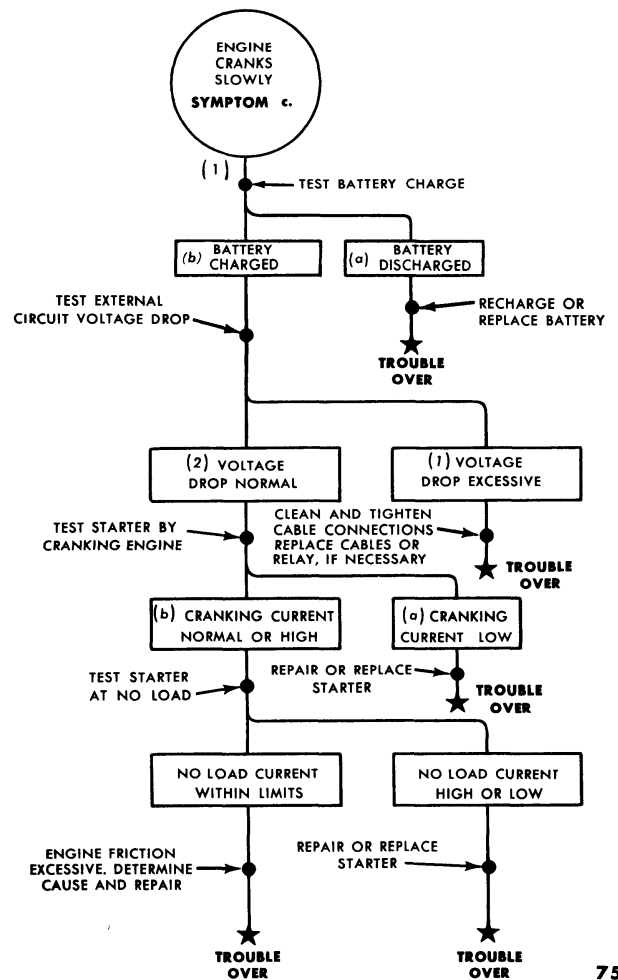 ENGINE
CRANKS
SLOWLY
SYMPTOM c.
(1)
TEST BATTERY CHARGE
(b) BATTERY
CHARGED
(a) BATTERY
DISCHARGED
TEST EXTERNAL
CIRCUIT VOLTAGE DROP
RECHARGE OR
REPLACE BATTERY
TROUBLE
OVER
(2) VOLTAGE
DROP NORMAL
(1) VOLTAGE
DROP EXCESSIVE
TEST STARTER BY
CRANKING ENGINE
CLEAN AND TIGHTEN
CABLE CONNECTIONS
REPLACE CABLES OR
RELAY, IF NECESSARY
TROUBLE
OVER
(b) CRANKING CURRENT
NORMAL OR HIGH
(a) CRANKING
CURRENT LOW
TEST STARTER
AT NO LOAD
REPAIR OR REPLACE
STARTER
TROUBLE
OVER
NO LOAD CURRENT
WITHIN LIMITS
NO LOAD CURRENT
HIGH OR LOW
ENGINE FRICTION
EXCESSIVE. DETERMINE
CAUSE AND REPAIR
REPAIR OR REPLACE
STARTER
TROUBLE
OVER
TROUBLE
OVER
75